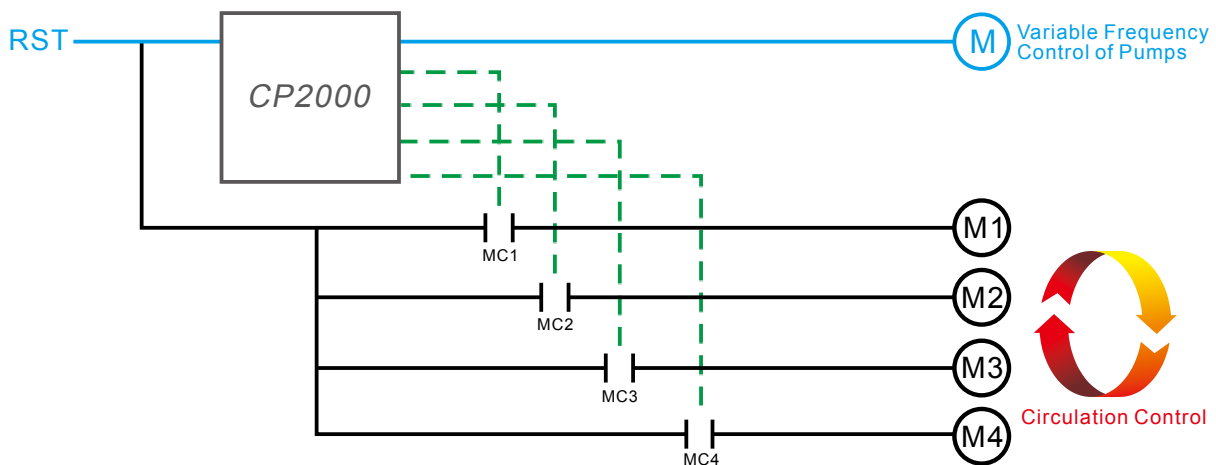 RST
CP2000
M
Variable Frequency
Control of Pumps
M1
MC1
M2
MC2
M3
MC3
Circulation Control
M4
MC4